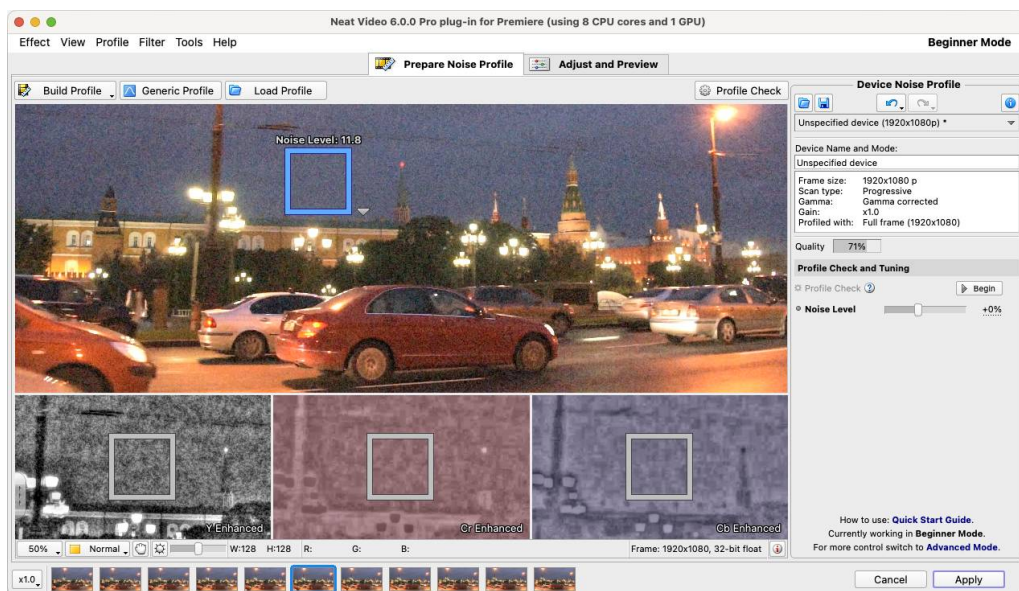 Neat Video 6.0.0 Pro plug-in for Premiere (using 8 CPU cores and 1 GPU)
Effect View Profile Filter Tools Help Beginner Mode
Prepare Noise Profile Adjust and Preview
Build Profile Generic Profile Load Profile Profile Check
Device Noise Profile
Unspecified device (1920x1080p) *
Noise Level: 11.8
Device Name and Mode:
Unspecified device
Frame size: 1920x1080 p
Scan type: Progressive
Gamma: Gamma corrected
Gain: x1.0
Profiled with: Full frame (1920x1080)
Quality 71%
Profile Check and Tuning
Profile Check ? Begin
Noise Level +0%
Y Enhanced Cr Enhanced Cb Enhanced
How to use: Quick Start Guide.
Currently working in Beginner Mode.
For more control switch to Advanced Mode.
50% Normal W:128 H:128 R: G: B: Frame: 1920x1080, 32-bit float
x1.0 Cancel Apply